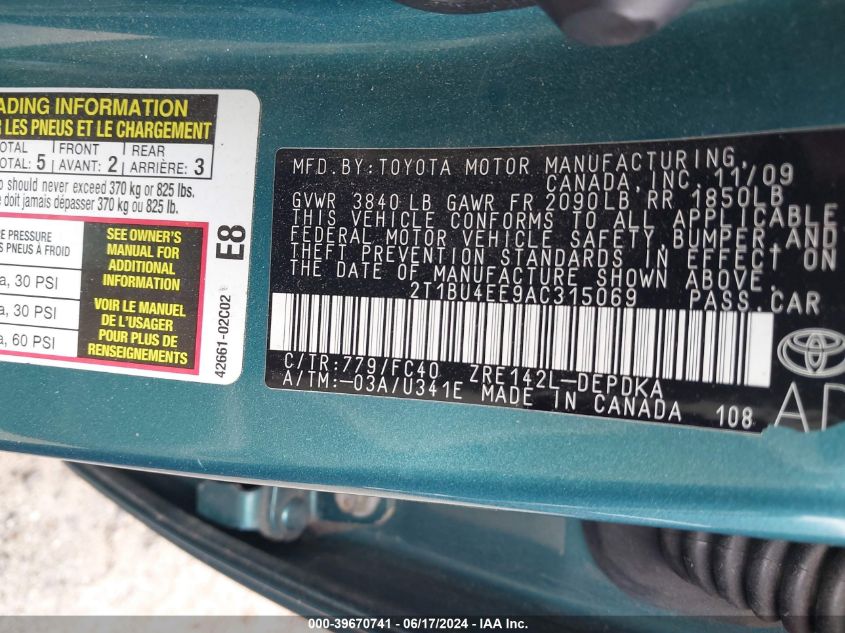 ADING INFORMATION
R LES PNEUS ET LE CHARGEMENT
OTAL FRONT REAR
OTAL: 5 AVANT: 2 ARRIÈRE: 3
o should never exceed 370 kg or 825 lbs.
e doit jamais dépasser 370 kg ou 825 lb.
RE PRESSURE
S PNEUS À FROID
a, 30 PSI
a, 30 PSI
a, 60 PSI
SEE OWNER'S
MANUAL FOR
ADDITIONAL
INFORMATION
VOIR LE MANUEL
DE L'USAGER
POUR PLUS DE
RENSEIGNEMENTS
E8
42661-02C02
MFD.BY:TOYOTA MOTOR MANUFACTURING,
CANADA, INC. 11/09
GVWR 3840 LB GAWR FR 2090LB RR 1850LB
THIS VEHICLE CONFORMS TO ALL APPLICABLE
FEDERAL MOTOR VEHICLE SAFETY, BUMPER, AND
THEFT PREVENTION STANDARDS IN EFFECT ON
THE DATE OF MANUFACTURE SHOWN ABOVE.
2T1BU4EE9AC315069 PASS.CAR
C/TR:779/FC40 ZRE142L-DEPDKA
A/TM:-03A/U341E MADE IN CANADA 108
AD
000-39670741 - 06/17/2024 - IAA Inc.